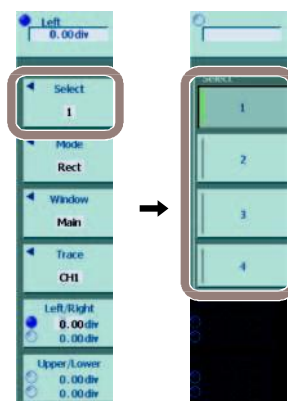 Left
0.00div
Select
1
Mode
Rect
Window
Main
Trace
CH1
Left/Right
0.00div
0.00div
Upper/Lower
0.00div
0.00div
Select
1
2
3
4